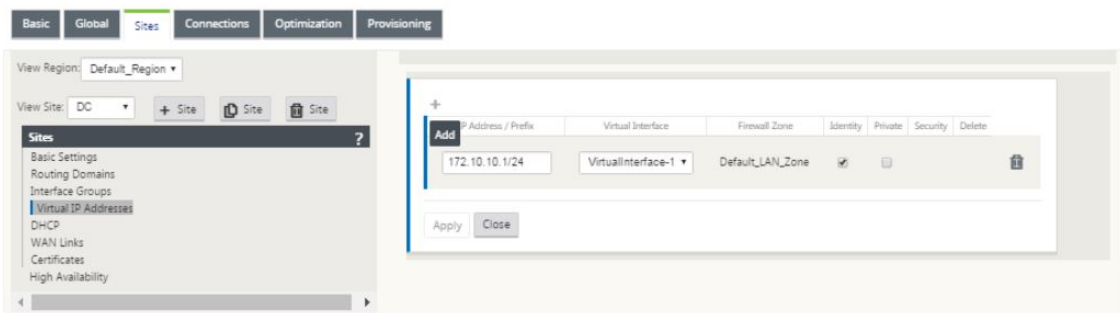 Basic Global Sites Connections Optimization Provisioning
View Region: Default_Region
View Site: DC + Site Site Site
Sites ?
Basic Settings
Routing Domains
Interface Groups
Virtual IP Addresses
DHCP
WAN Links
Certificates
High Availability
+
Add P Address / Prefix Virtual Interface Firewall Zone Identity Private Security Delete
172.10.10.1/24 VirtualInterface-1 Default_LAN_Zone
Apply Close